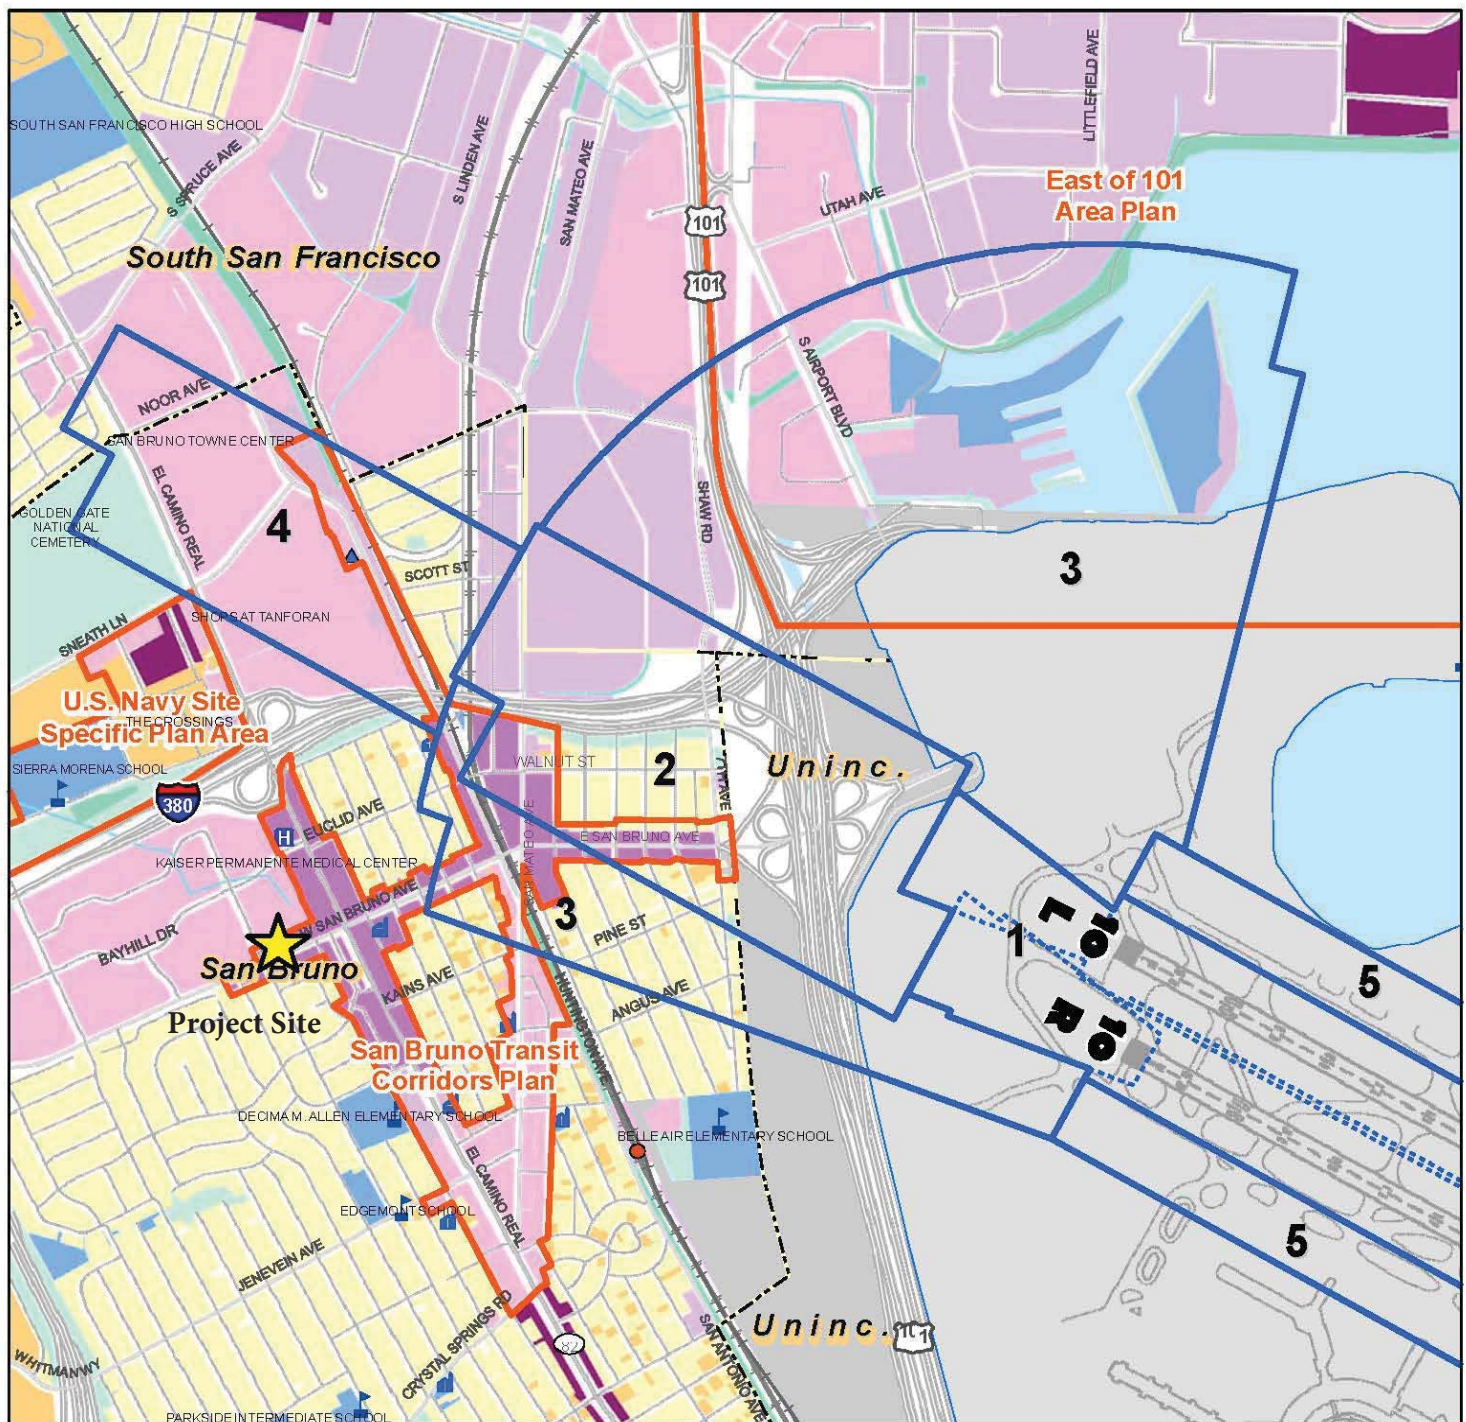 LITTLEFIELD AVE
SOUTH SAN FRANCISCO HIGH SCHOOL
S SPRUCE AVE
S LINDEN AVE
SAN MATEO AVE
East of 101
Area Plan
UTAH AVE
101
101
South San Francisco
S AIRPORT BLVD
NOOR AVE
SAN BRUNO TOWNE CENTER
EL CAMINO REAL
GOLDEN GATE
NATIONAL
CEMETERY
4
SHAW RD
3
SCOTT ST
SNEATH LN
SHOPS AT TANFORAN
U.S. Navy Site
Specific Plan Area
THE CROSSINGS
SIERRA MORENA SCHOOL
380
WALNUT ST
2
Uninc.
7TH AVE
EUCLID AVE
H
E SAN BRUNO AVE
SAN MATEO AVE
KAISER PERMANENTE MEDICAL CENTER
W SAN BRUNO AVE
3
PINE ST
BAYHILL DR
San Bruno
Project Site
KAINS AVE
ANGUS AVE
HUNTINGTON AVE
1
10
L
10
R
5
San Bruno Transit
Corridors Plan
DECIMA M. ALLEN ELEMENTARY SCHOOL
BELLE AIR ELEMENTARY SCHOOL
EL CAMINO REAL
EDGEMONT SCHOOL
5
JENEVEIN AVE
CRYSTAL SPRINGS RD
82
SAN ANTONIO AVE
Uninc.
WHITMAN WY
PARKSIDE INTERMEDIATE SCHOOL